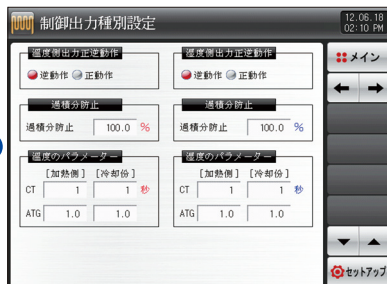 制御出力種別設定
12.06.18
02:10 PM
温度側出力正逆動作
逆動作 正動作
過積分防止
過積分防止 100.0 %
温度のパラメーター
[加熱側] [冷却份]
CT 1 1 秒
ATG 1.0 1.0
湿度側出力正逆動作
逆動作 正動作
過積分防止
過積分防止 100.0 %
湿度のパラメーター
[加熱側] [冷却份]
CT 1 1 秒
ATG 1.0 1.0
メイン
セットアップ